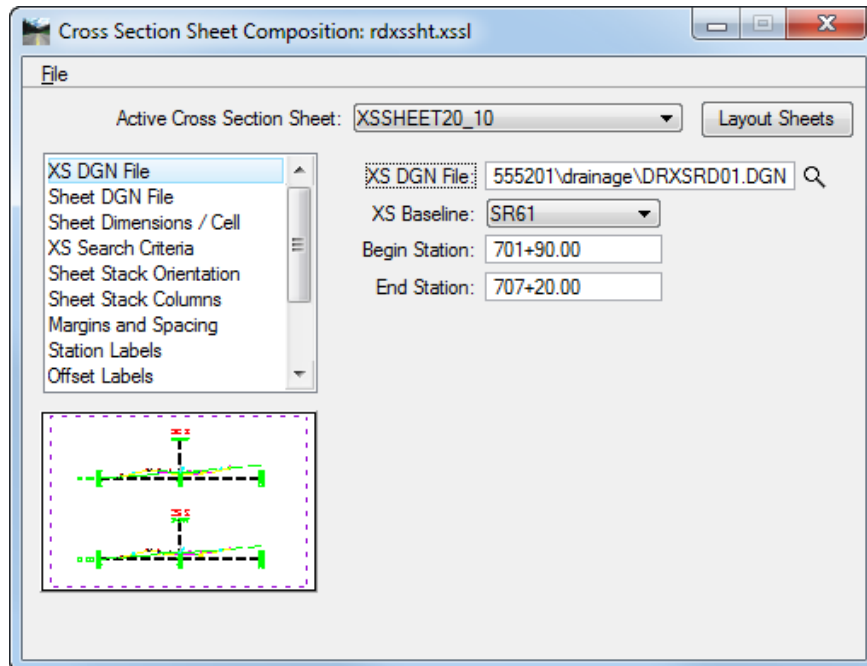 Cross Section Sheet Composition: rdxssht.xssl
File
Active Cross Section Sheet: XSSHEET20_10 Layout Sheets
XS DGN File
Sheet DGN File
Sheet Dimensions / Cell
XS Search Criteria
Sheet Stack Orientation
Sheet Stack Columns
Margins and Spacing
Station Labels
Offset Labels
XS DGN File: 555201\drainage\DRXSRD01.DGN
XS Baseline: SR61
Begin Station: 701+90.00
End Station: 707+20.00